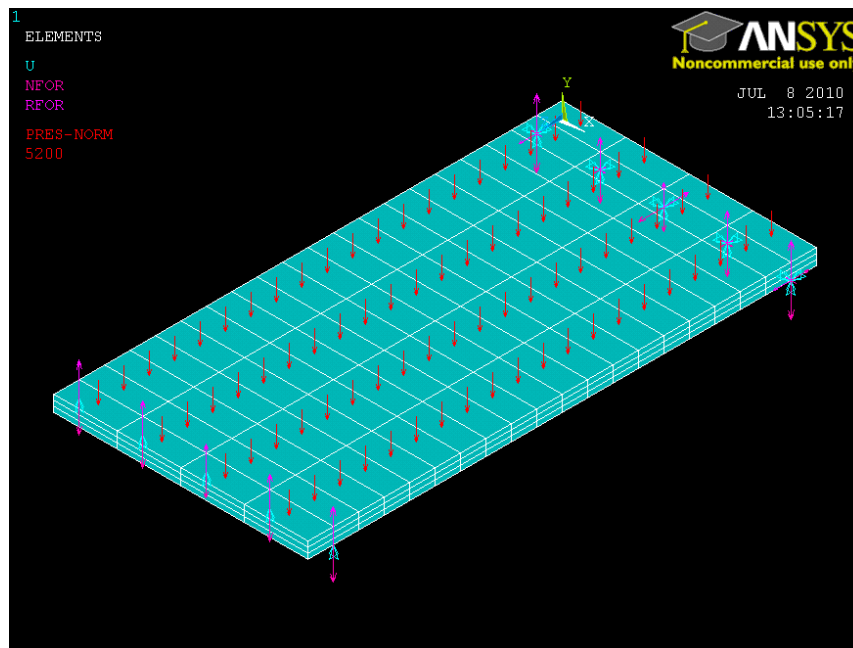 1
ELEMENTS
U
NFOR
RFOR
PRES-NORM
5200
ANSYS
Noncommercial use only
JUL 8 2010
13:05:17
Y
X